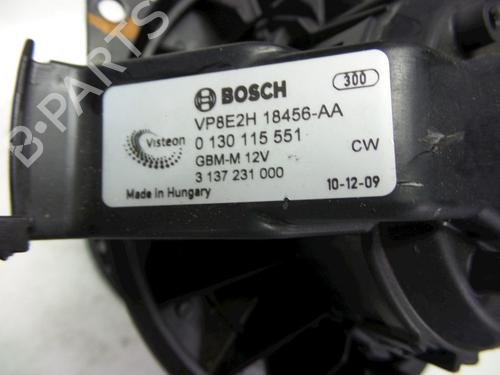 BOSCH
300
VP8E2H 18456-AA
Visteon
0 130 115 551
CW
GBM-M 12V
3 137 231 000
Made in Hungary
10-12-09
B-PARTS